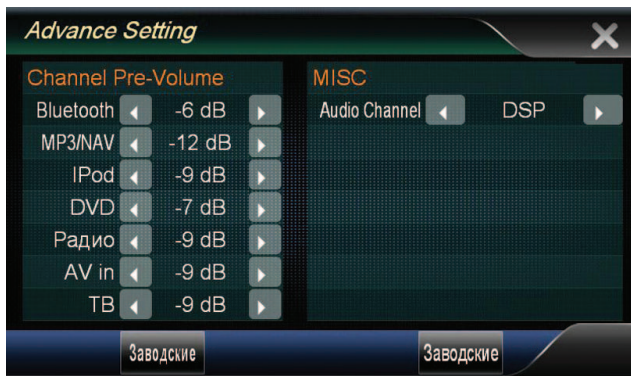 Advance Setting
Channel Pre-Volume
Bluetooth -6 dB
MP3/NAV -12 dB
IPod -9 dB
DVD -7 dB
Радио -9 dB
AV in -9 dB
ТВ -9 dB
Заводские
MISC
Audio Channel DSP
Заводские